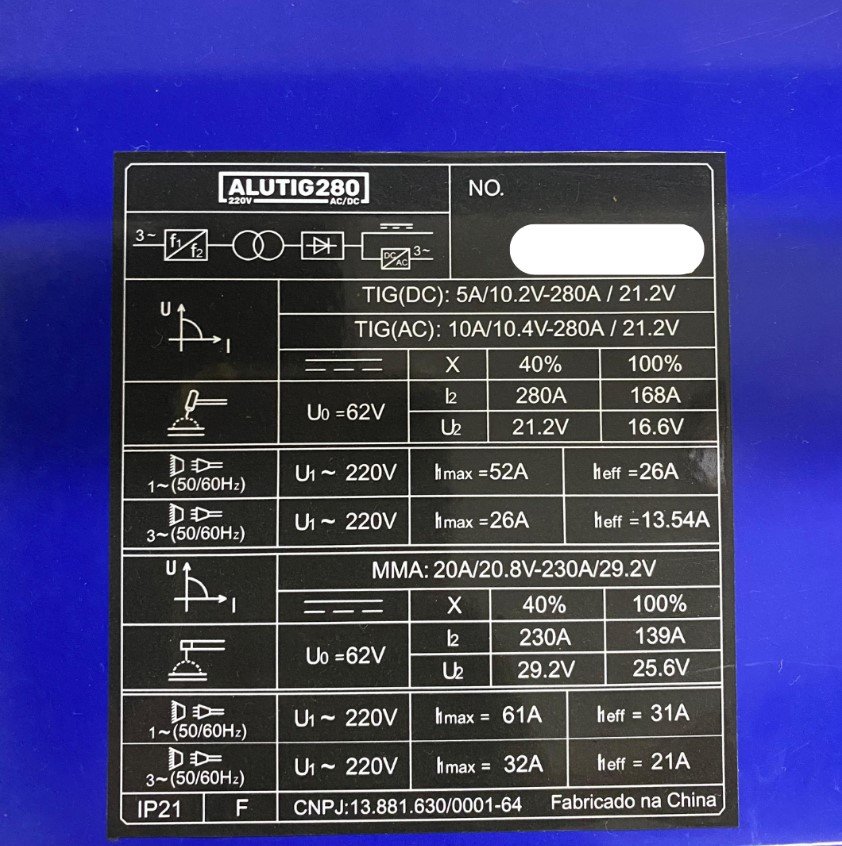 ALUTIG280
220V AC/DC
NO.
3~ f1 f2 DC AC 3~
TIG(DC): 5A/10.2V-280A / 21.2V
U I
TIG(AC): 10A/10.4V-280A / 21.2V
X 40% 100%
U0 =62V
I2 280A 168A
U2 21.2V 16.6V
1~(50/60Hz) U1 ~ 220V I1max =52A I1eff =26A
3~(50/60Hz) U1 ~ 220V I1max =26A I1eff =13.54A
U I
MMA: 20A/20.8V-230A/29.2V
X 40% 100%
U0 =62V
I2 230A 139A
U2 29.2V 25.6V
1~(50/60Hz) U1 ~ 220V I1max = 61A I1eff = 31A
3~(50/60Hz) U1 ~ 220V I1max = 32A I1eff = 21A
IP21 F CNPJ:13.881.630/0001-64 Fabricado na China